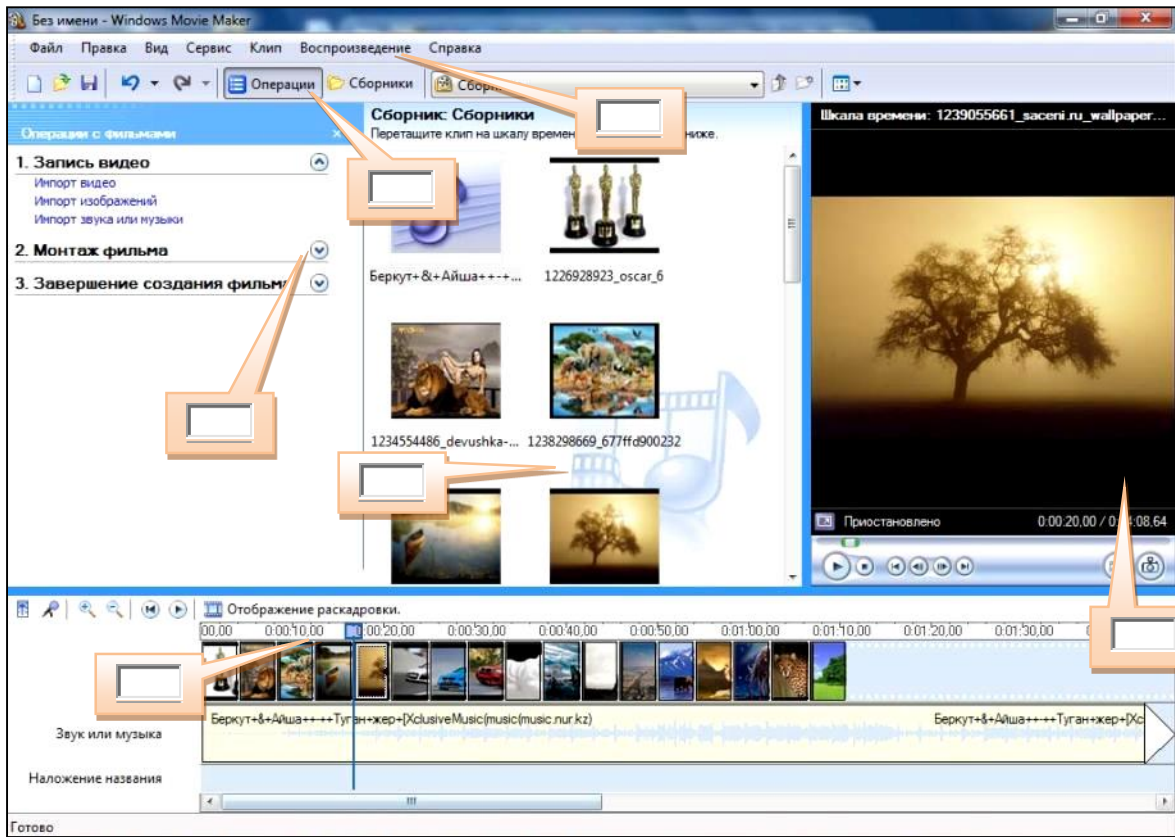 Без имени - Windows Movie Maker
Файл Правка Вид Сервис Клип Воспроизведение Справка
Операции Сборники
Операции с фильмами
1. Запись видео
Импорт видео
Импорт изображений
Импорт звука или музыки
2. Монтаж фильма
3. Завершение создания фильма
Сборник: Сборники
Перетащите клип на шкалу ниже.
Беркут+&+Айша++-+...
1226928923_oscar_6
1234554486_devushka-...
1238298669_677ffd900232
Шкала времени: 1239055661_saceni.ru_wallpaper...
Приостановлено
0:00:20,00 /
Отображение раскадровки.
00,00 0:00:10,00 0:00:20,00 0:00:30,00 0:00:40,00 0:00:50,00 0:01:00,00 0:01:10,00 0:01:20,00 0:01:30,00
Звук или музыка
Беркут+&+Айша++-++Туган+жер+[XclusiveMusic(music(music.nur.kz)
Беркут+&+Айша++-++Туган+жер+[Xc
Наложение названия
Готово